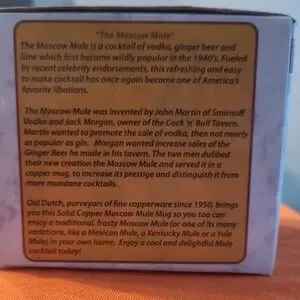 "The Moscow Mule"
The Moscow Mule is a cocktail of vodka, ginger beer and
lime which first became wildly popular in the 1940's. Fueled
by recent celebrity endorsements, this refreshing and easy
to make cocktail has once again become one of America's
favorite libations.
The Moscow Mule was invented by John Martin of Smirnoff
Vodka and Jack Morgan, owner of the Cock 'n' Bull Tavern.
Martin wanted to promote the sale of vodka, then not nearly
as popular as gin. Morgan wanted increase sales of the
Ginger Beer he made in his tavern. The two men dubbed
their new creation the Moscow Mule and served it in a
copper mug, to increase its prestige and distinguish it from
more mundane cocktails.
Old Dutch, purveyors of fine copperware since 1950, brings
you this Solid Copper Moscow Mule Mug so you too can
enjoy a traditional, frosty Moscow Mule (or one of its many
variations, like a Mexican Mule, a Kentucky Mule or a Yule
Mule) in your own home. Enjoy a cool and delightful Mule
cocktail today!